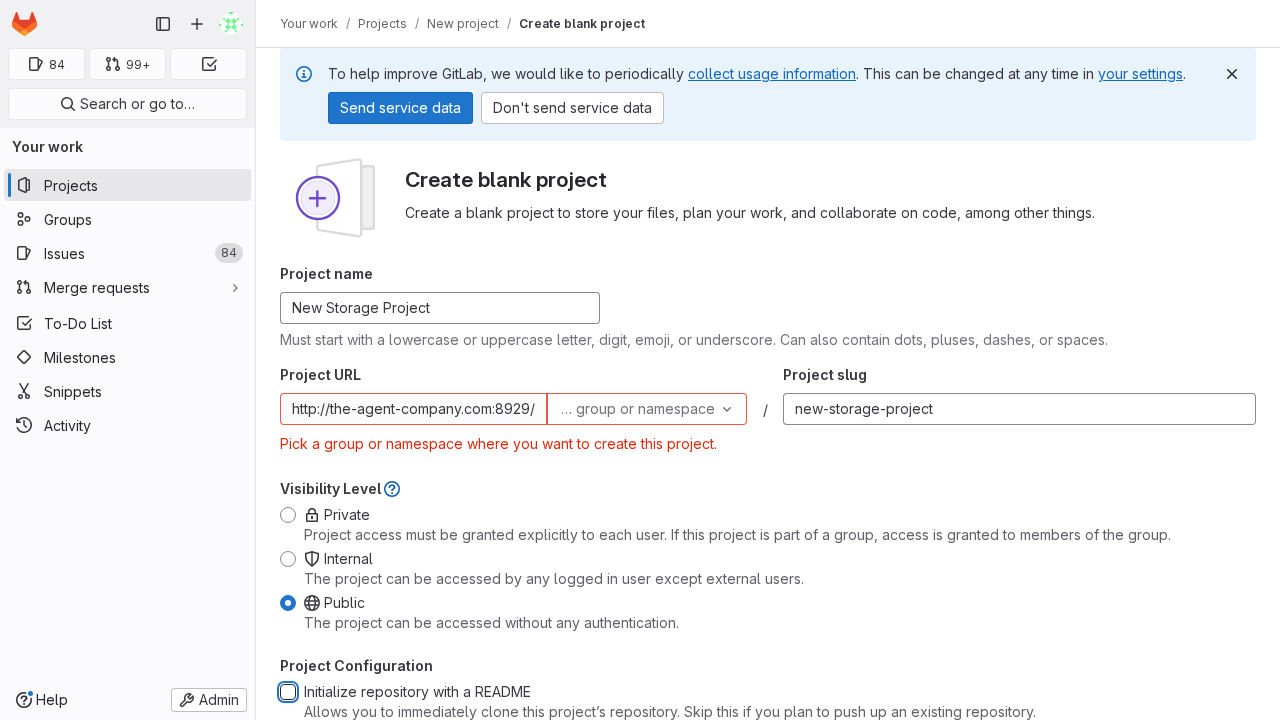 Your work / Projects / New project / Create blank project
84
99+
Search or go to…
Your work
Projects
Groups
Issues 84
Merge requests
To-Do List
Milestones
Snippets
Activity
Help
Admin
To help improve GitLab, we would like to periodically collect usage information. This can be changed at any time in your settings.
Send service data
Don't send service data
Create blank project
Create a blank project to store your files, plan your work, and collaborate on code, among other things.
Project name
New Storage Project
Must start with a lowercase or uppercase letter, digit, emoji, or underscore. Can also contain dots, pluses, dashes, or spaces.
Project URL
http://the-agent-company.com:8929/
… group or namespace
/
Project slug
new-storage-project
Pick a group or namespace where you want to create this project.
Visibility Level
Private
Project access must be granted explicitly to each user. If this project is part of a group, access is granted to members of the group.
Internal
The project can be accessed by any logged in user except external users.
Public
The project can be accessed without any authentication.
Project Configuration
Initialize repository with a README
Allows you to immediately clone this project’s repository. Skip this if you plan to push up an existing repository.